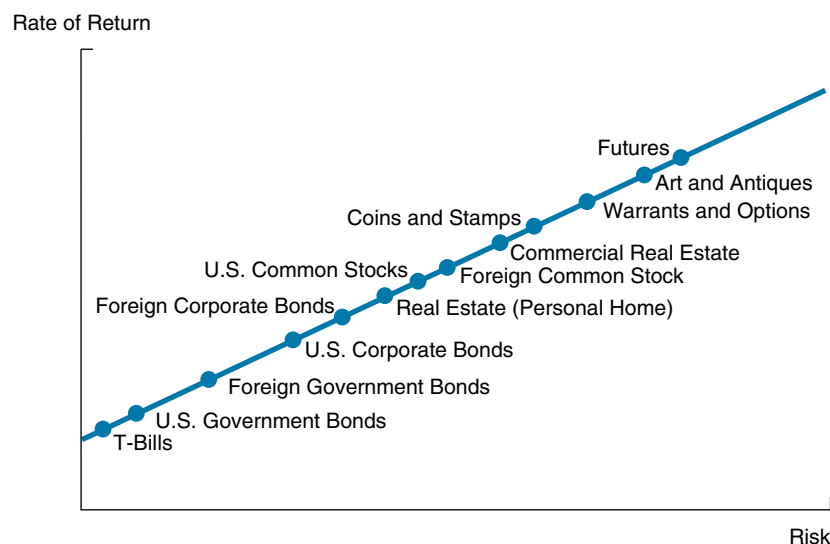 Rate of Return
Futures
Art and Antiques
Warrants and Options
Coins and Stamps
Commercial Real Estate
U.S. Common Stocks
Foreign Common Stock
Foreign Corporate Bonds
Real Estate (Personal Home)
U.S. Corporate Bonds
Foreign Government Bonds
U.S. Government Bonds
T-Bills
Risk